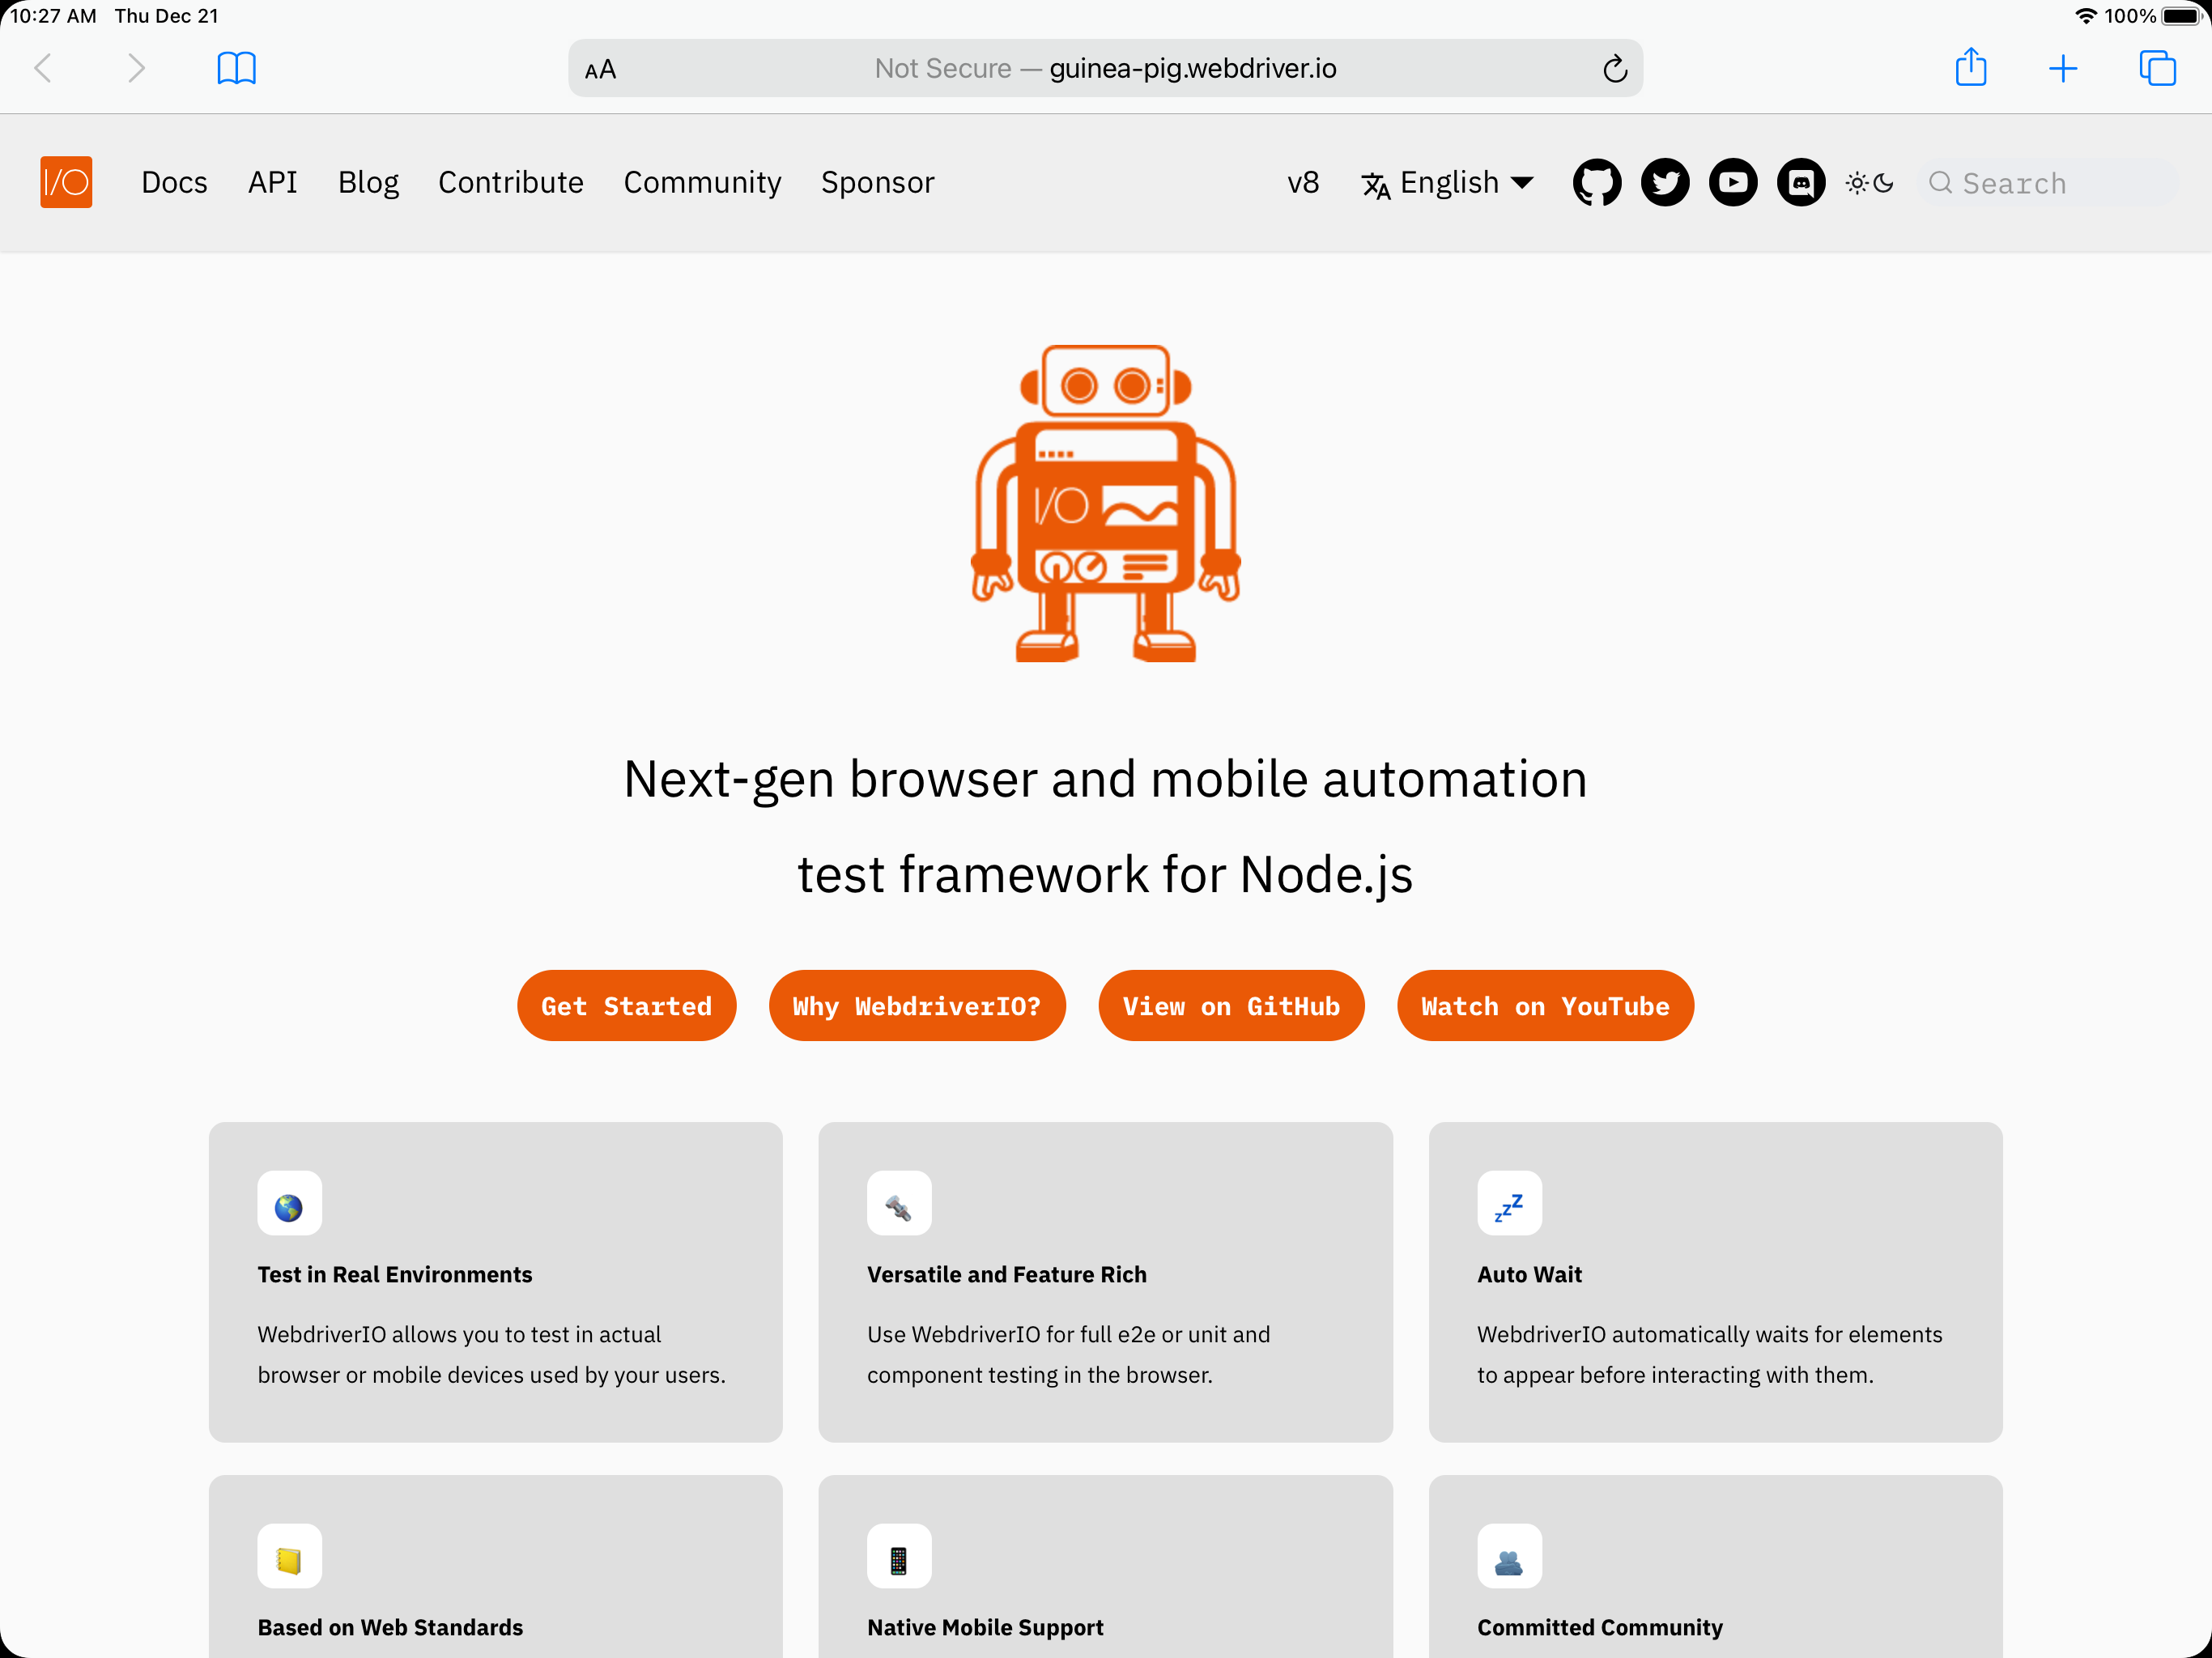 10:27 AM Thu Dec 21 100%
AA Not Secure — guinea-pig.webdriver.io
I/O Docs API Blog Contribute Community Sponsor v8 English Search
I/O
Next-gen browser and mobile automation
test framework for Node.js
Get Started Why WebdriverIO? View on GitHub Watch on YouTube
zzz
Test in Real Environments
WebdriverIO allows you to test in actual
browser or mobile devices used by your users.
Versatile and Feature Rich
Use WebdriverIO for full e2e or unit and
component testing in the browser.
Auto Wait
WebdriverIO automatically waits for elements
to appear before interacting with them.
Based on Web Standards
Native Mobile Support
Committed Community